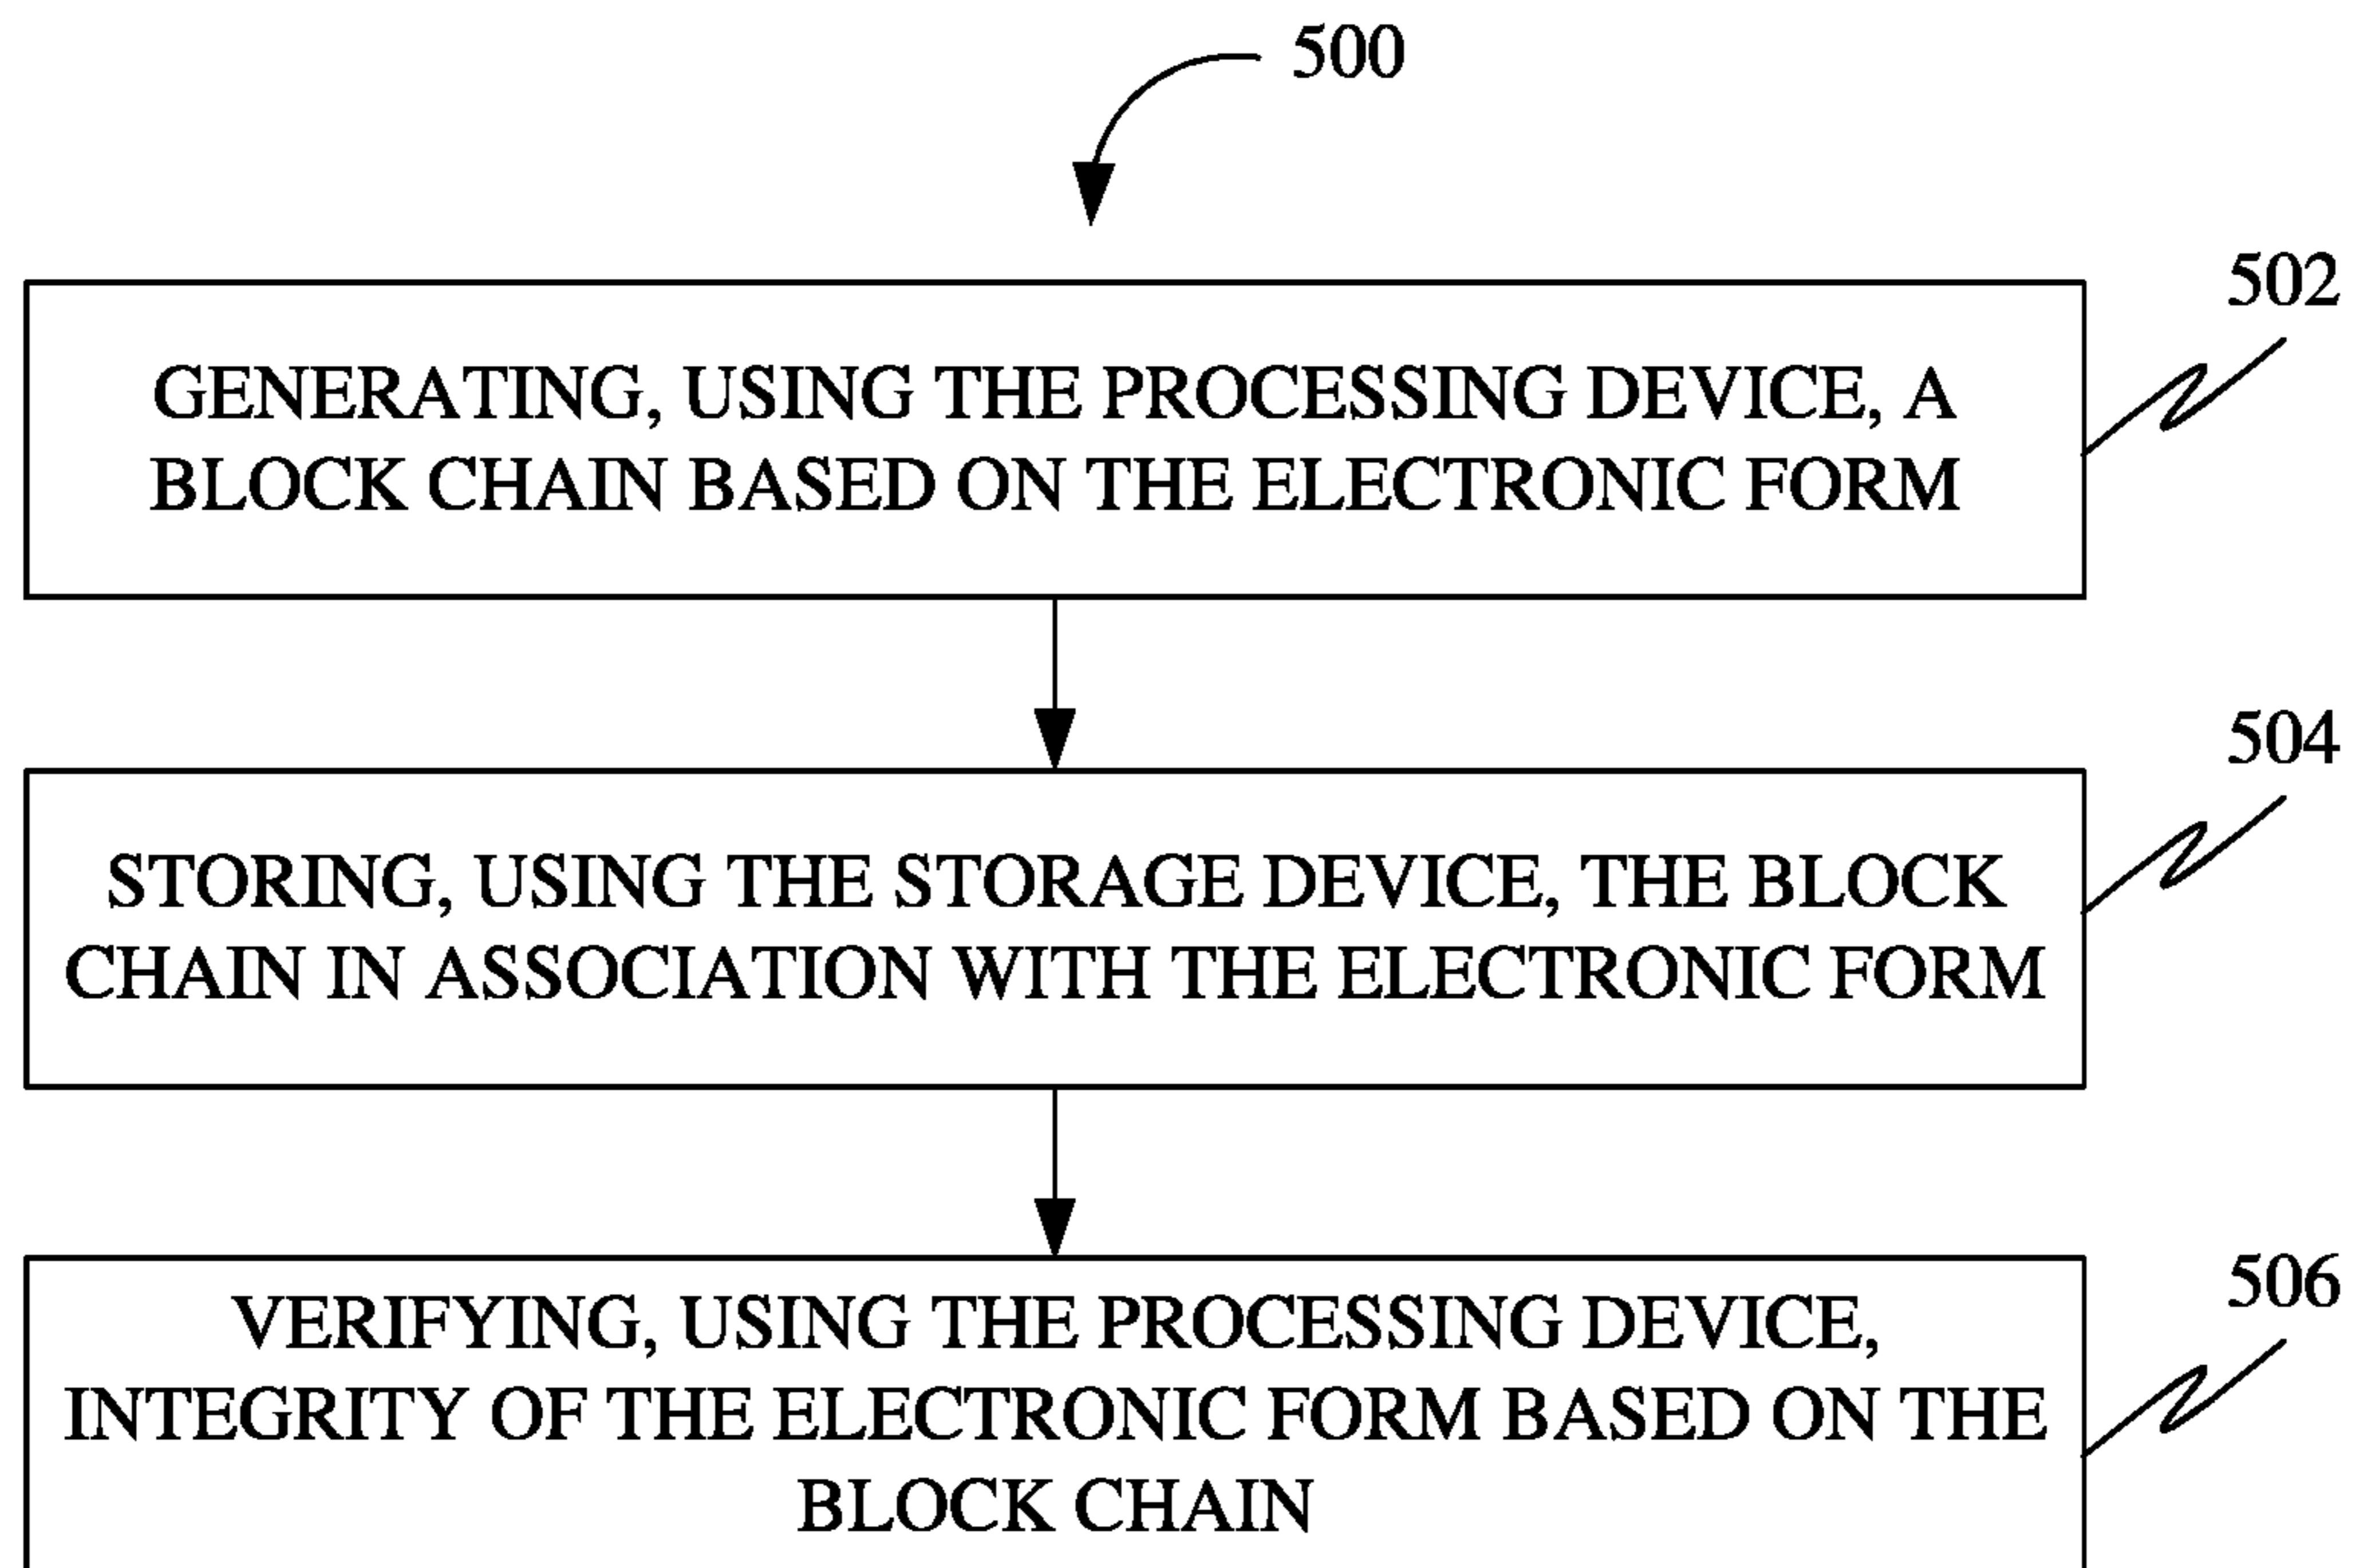 500
502
GENERATING, USING THE PROCESSING DEVICE, A
BLOCK CHAIN BASED ON THE ELECTRONIC FORM
504
STORING, USING THE STORAGE DEVICE, THE BLOCK
CHAIN IN ASSOCIATION WITH THE ELECTRONIC FORM
506
VERIFYING, USING THE PROCESSING DEVICE,
INTEGRITY OF THE ELECTRONIC FORM BASED ON THE
BLOCK CHAIN